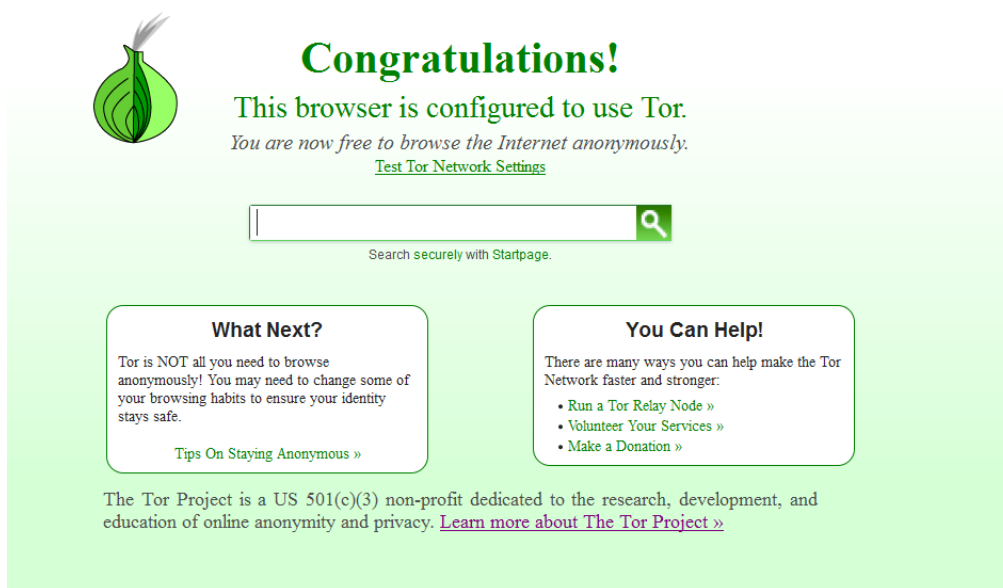 Congratulations!
This browser is configured to use Tor.
You are now free to browse the Internet anonymously.
Test Tor Network Settings
Search securely with Startpage.
What Next?
Tor is NOT all you need to browse
anonymously! You may need to change some of
your browsing habits to ensure your identity
stays safe.
Tips On Staying Anonymous »
You Can Help!
There are many ways you can help make the Tor
Network faster and stronger:
• Run a Tor Relay Node »
• Volunteer Your Services »
• Make a Donation »
The Tor Project is a US 501(c)(3) non-profit dedicated to the research, development, and
education of online anonymity and privacy. Learn more about The Tor Project »